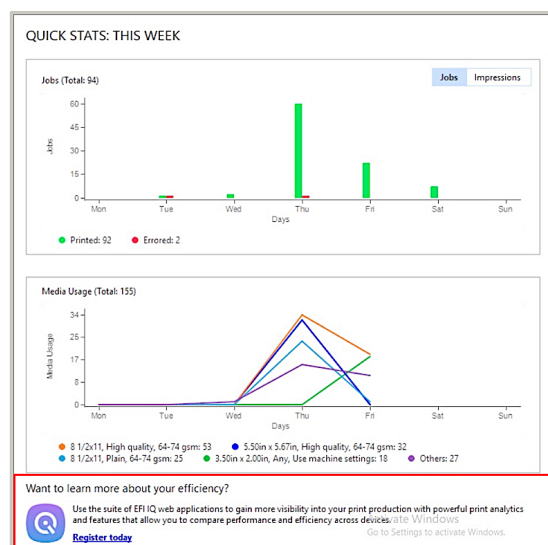 QUICK STATS: THIS WEEK
Jobs (Total: 94)
Jobs Impressions
60
45
30
15
0
Jobs
Mon Tue Wed Thu Fri Sat Sun
Days
Printed: 92 Errored: 2
Media Usage (Total: 155)
34
25
17
8
0
Media Usage
Mon Tue Wed Thu Fri Sat Sun
Days
8 1/2x11, High quality, 64-74 gsm: 53 5.50in x 5.67in, High quality, 64-74 gsm: 32
8 1/2x11, Plain, 64-74 gsm: 25 3.50in x 2.00in, Any, Use machine settings: 18 Others: 27
Want to learn more about your efficiency?
Use the suite of EFI IQ web applications to gain more visibility into your print production with powerful print analytics
and features that allow you to compare performance and efficiency across devices.
Activate Windows
Go to Settings to activate Windows.
Register today